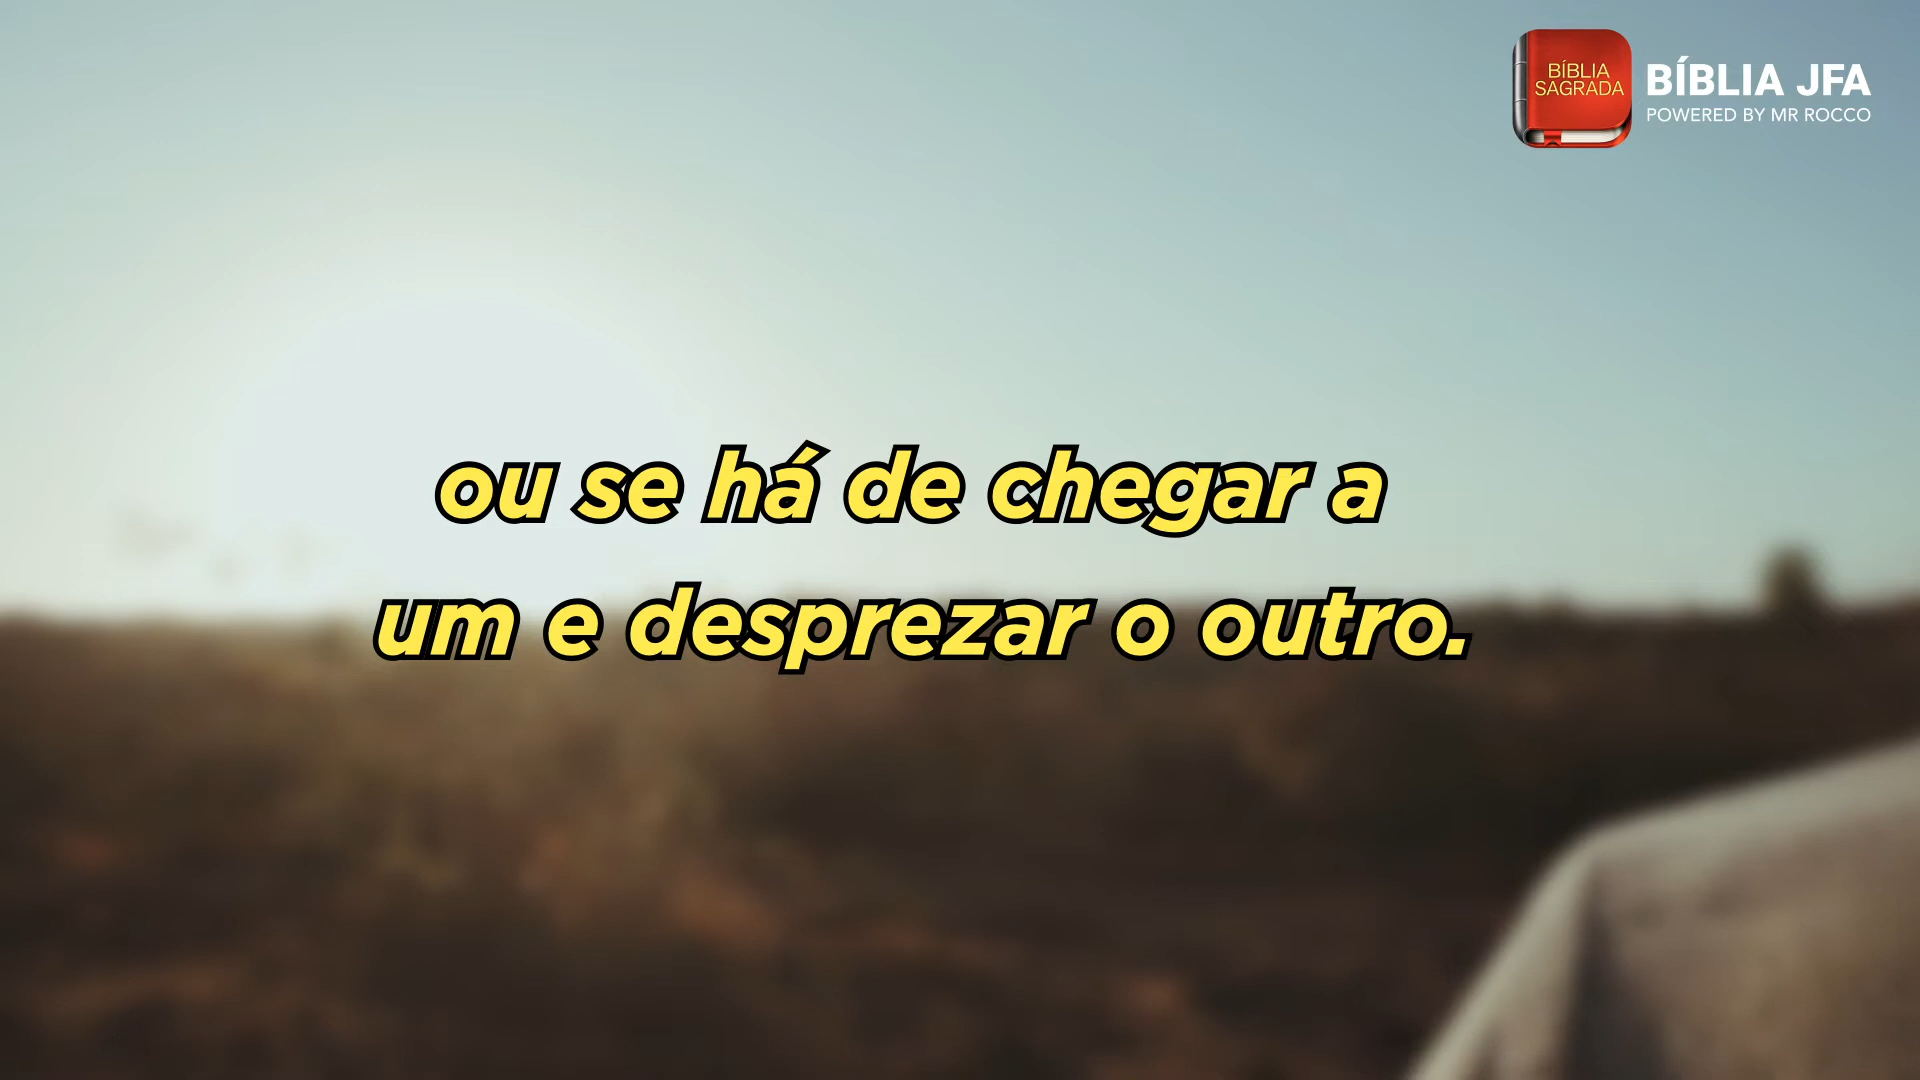 BÍBLIA
SAGRADA
BÍBLIA JFA
POWERED BY MR ROCCO
ou se há de chegar a
um e desprezar o outro.